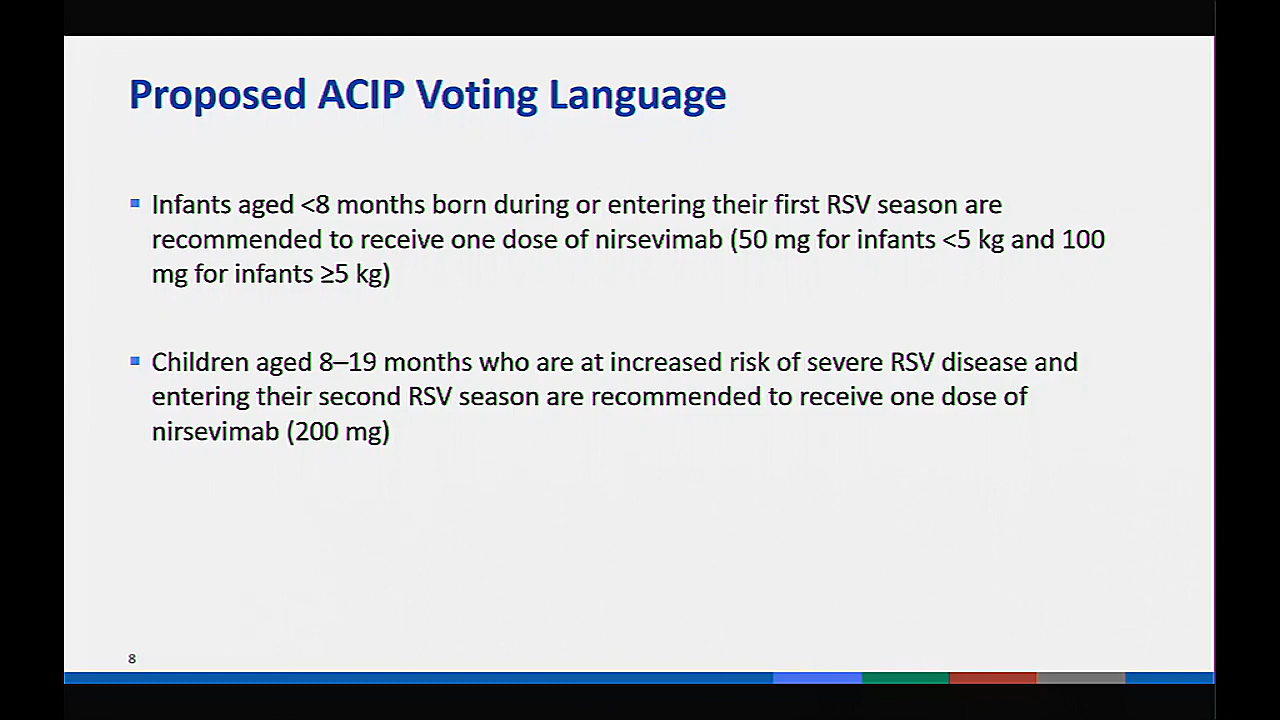 Proposed ACIP Voting Language
▪ Infants aged <8 months born during or entering their first RSV season are
recommended to receive one dose of nirsevimab (50 mg for infants <5 kg and 100
mg for infants ≥5 kg)
▪ Children aged 8–19 months who are at increased risk of severe RSV disease and
entering their second RSV season are recommended to receive one dose of
nirsevimab (200 mg)
8